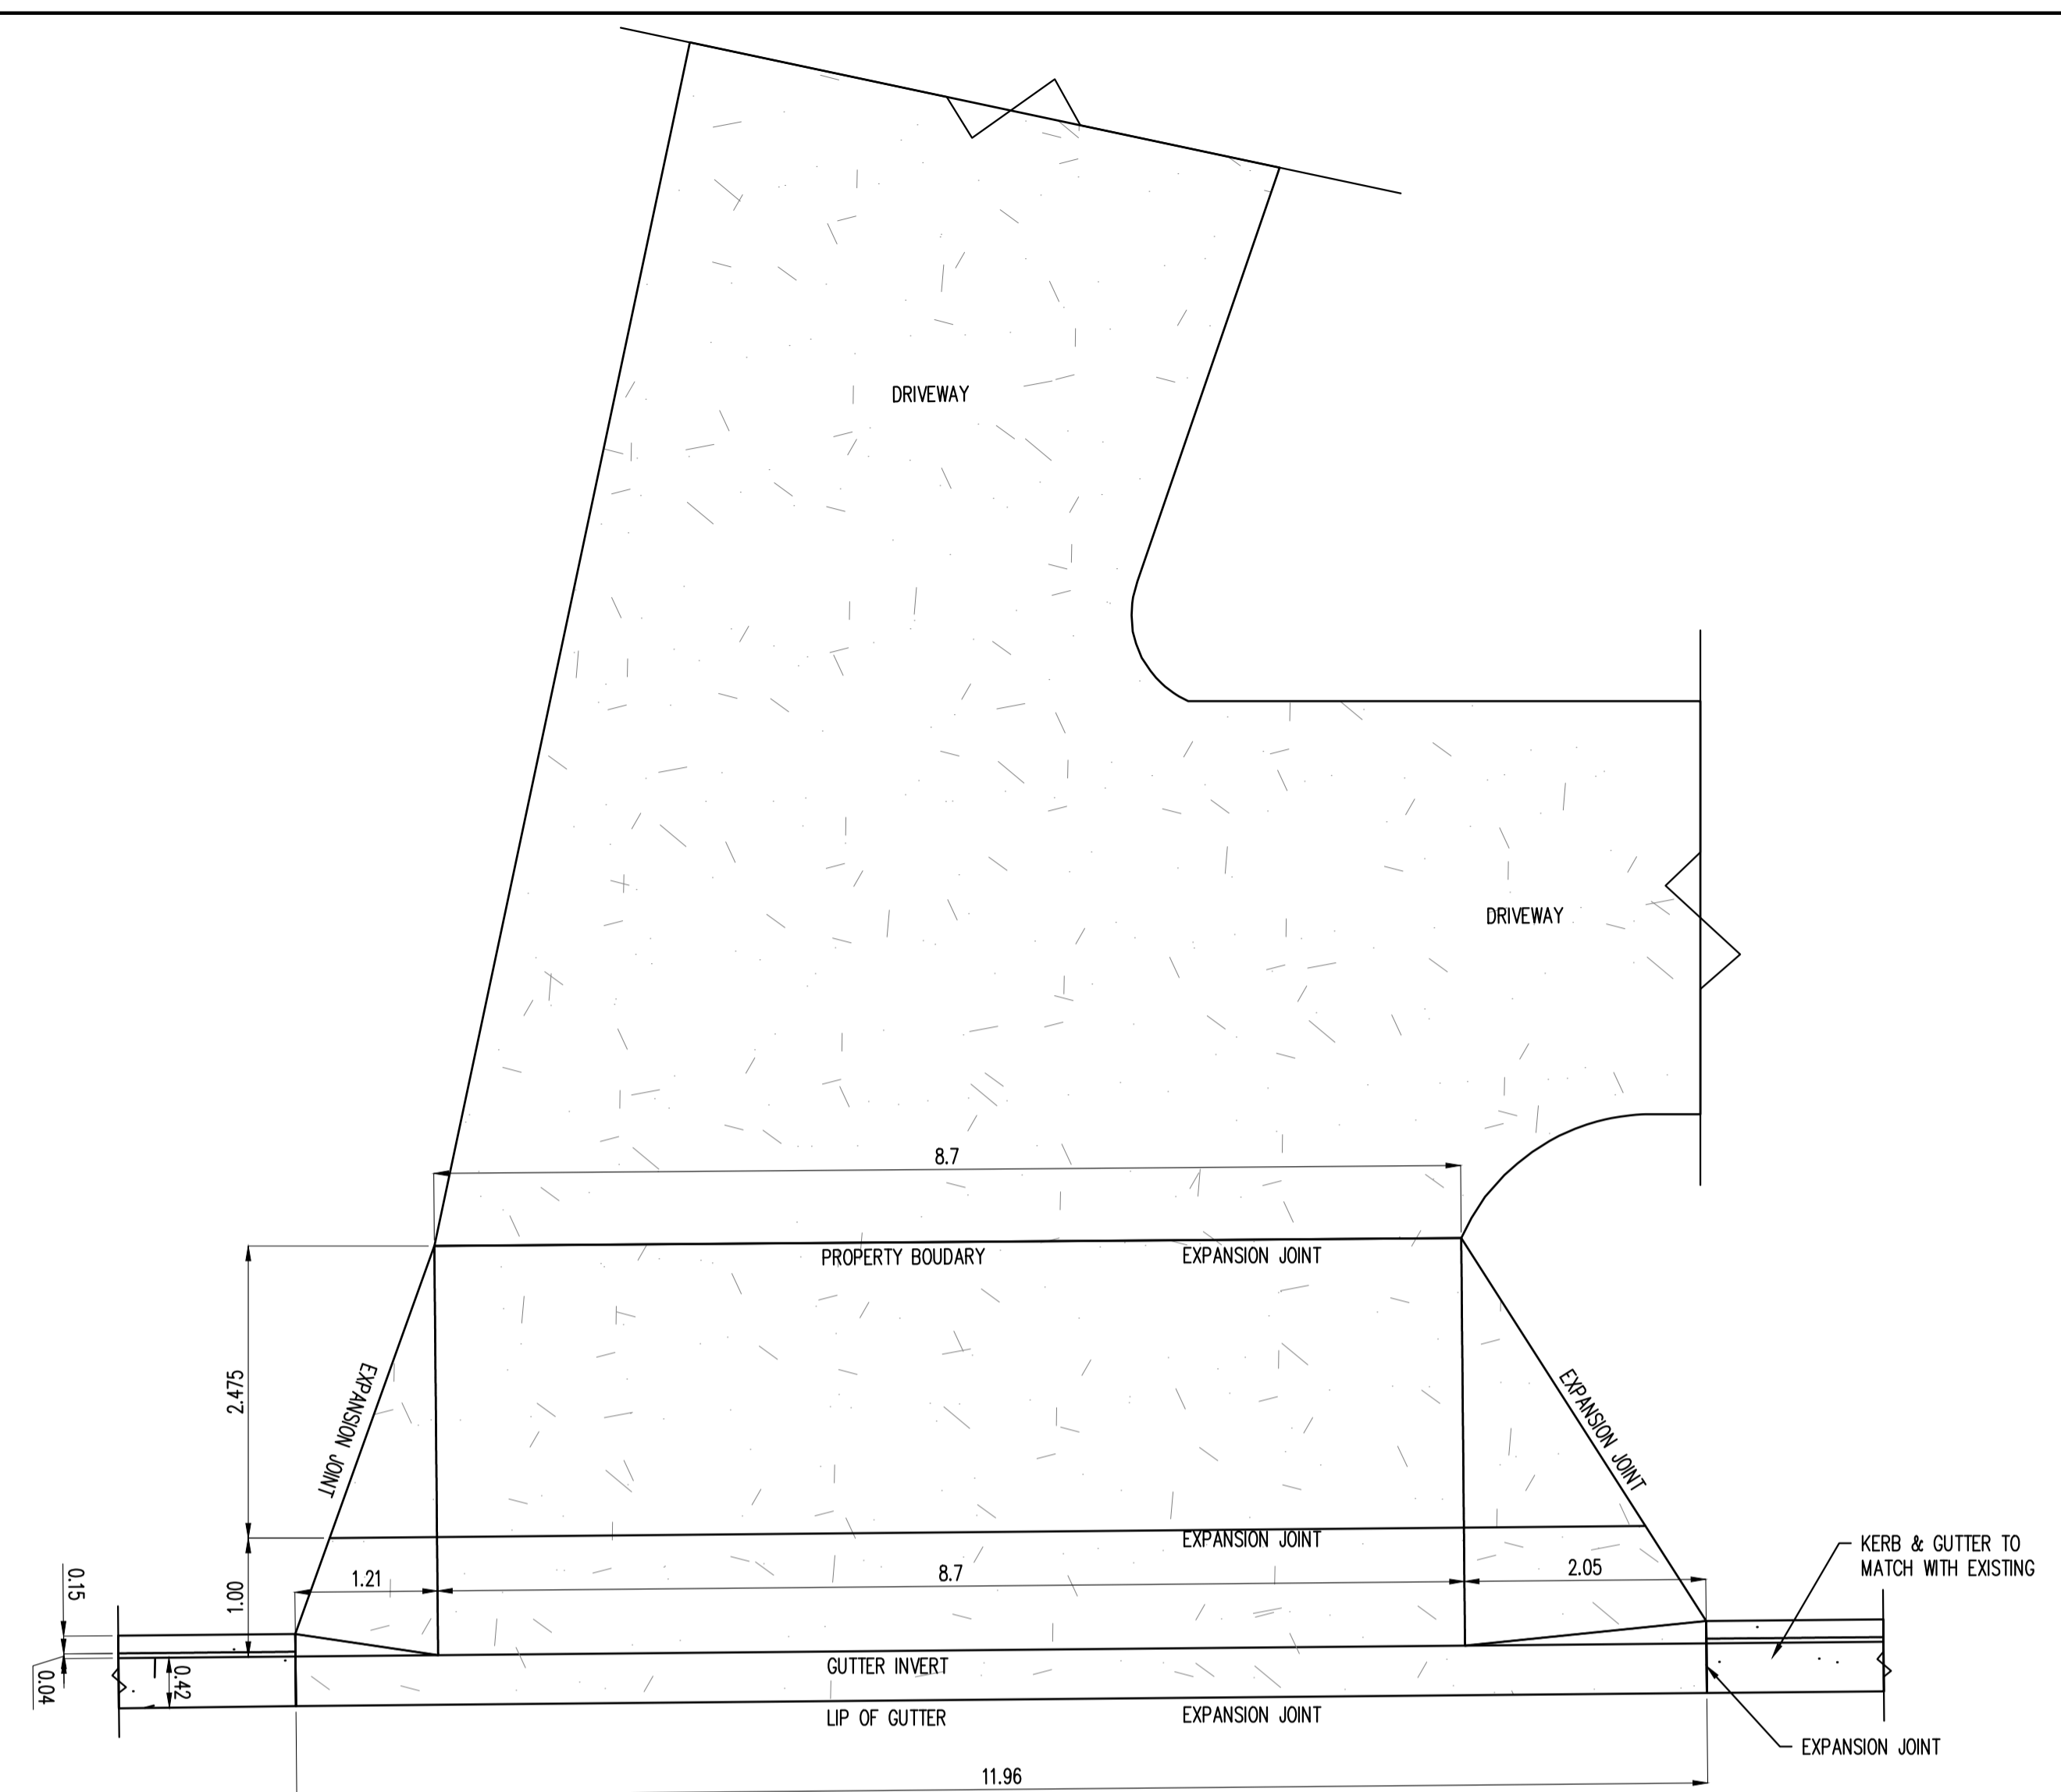 DRIVEWAY
DRIVEWAY
8.7
PROPERTY BOUDARY
EXPANSION JOINT
2.475
EXPANSION JOINT
EXPANSION JOINT
EXPANSION JOINT
KERB & GUTTER TO
MATCH WITH EXISTING
0.15
1.00
1.21
8.7
2.05
0.04
0.42
GUTTER INVERT
LIP OF GUTTER
EXPANSION JOINT
EXPANSION JOINT
11.96